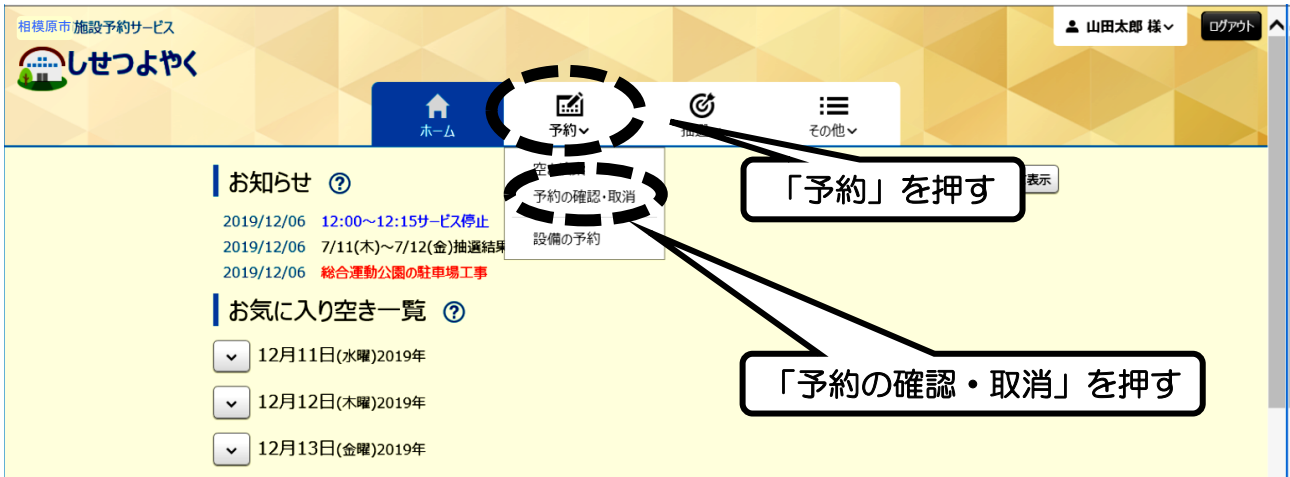 相模原市 施設予約サービス
山田太郎 様
ログアウト
しせつよやく
ホーム
予約
その他
お知らせ
表示
「予約」を押す
予約の確認・取消
2019/12/06 12:00～12:15サービス停止
2019/12/06 7/11(木)～7/12(金)抽選結果
設備の予約
2019/12/06 総合運動公園の駐車場工事
お気に入り空き一覧
12月11日(水曜)2019年
「予約の確認・取消」を押す
12月12日(木曜)2019年
12月13日(金曜)2019年